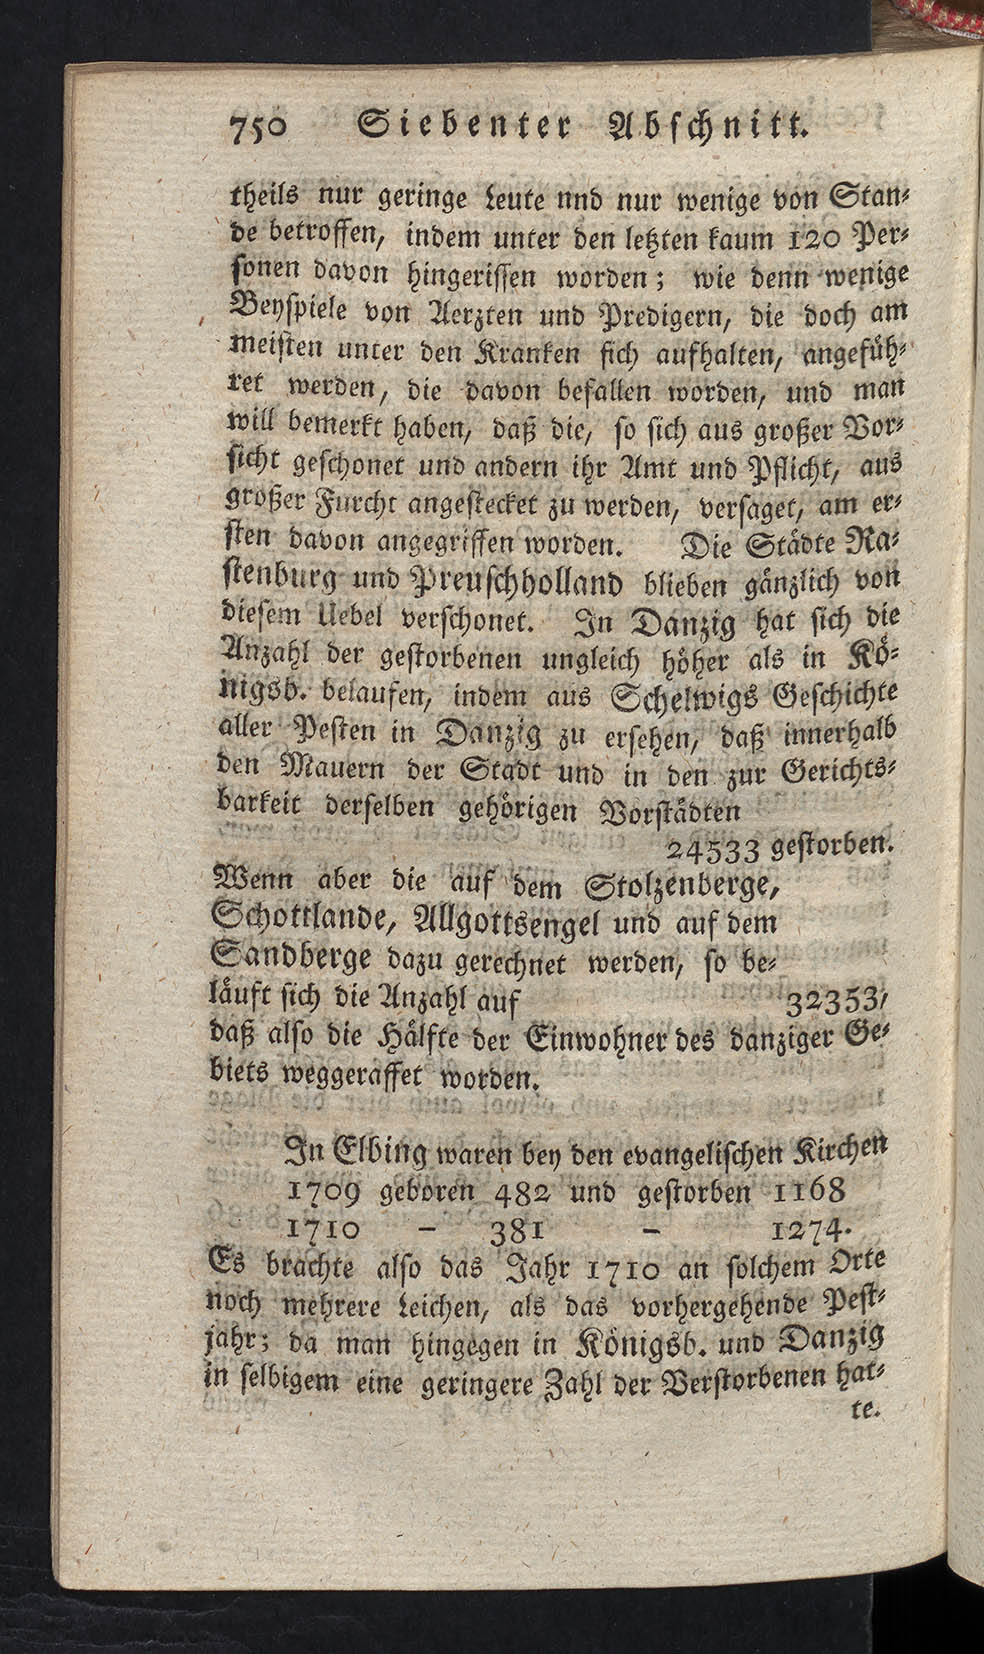 750 Siebenter Abschnitt.
theils nur geringe Leute nnd nur wenige von Stan⸗
de betroffen, indem unter den letzten kaum 120 Per⸗
sonen davon hingerissen worden; wie denn wenige
Beyspiele von Aerzten und Predigern, die doch am
meisten unter den Kranken sich aufhalten, angefüh⸗
ret werden, die davon befallen worden, und man
will bemerkt haben, daß die, so sich aus großer Vor⸗
sicht geschonet und andern ihr Amt und Pflicht, aus
großer Furcht angestecket zu werden, versaget, am er⸗
sten davon angegriffen worden. Die Städte Ra⸗
stenburg und Preuschholland blieben gänzlich von
diesem Uebel verschonet. In Danzig hat sich die
Anzahl der gestorbenen ungleich höher als in Kö⸗
nigsb. belaufen, indem aus Schelwigs Geschichte
aller Pesten in Danzig zu ersehen, daß innerhalb
den Mauern der Stadt und in den zur Gerichts⸗
barkeit derselben gehörigen Vorstädten
24533 gestorben.
Wenn aber die auf dem Stolzenberge,
Schottlande, Allgottsengel und auf dem
Sandberge dazu gerechnet werden, so be⸗
läuft sich die Anzahl auf 32353,
daß also die Hälfte der Einwohner des danziger Ge⸗
biets weggeraffet worden.
In Elbing waren bey den evangelischen Kirchen
1709 geboren 482 und gestorben 1168
1710 – 381 – 1274.
Es brachte also das Jahr 1710 an solchem Orte
noch mehrere Leichen, als das vorhergehende Pest⸗
jahr; da man hingegen in Königsb. und Danzig
in selbigem eine geringere Zahl der Verstorbenen hat⸗
te.